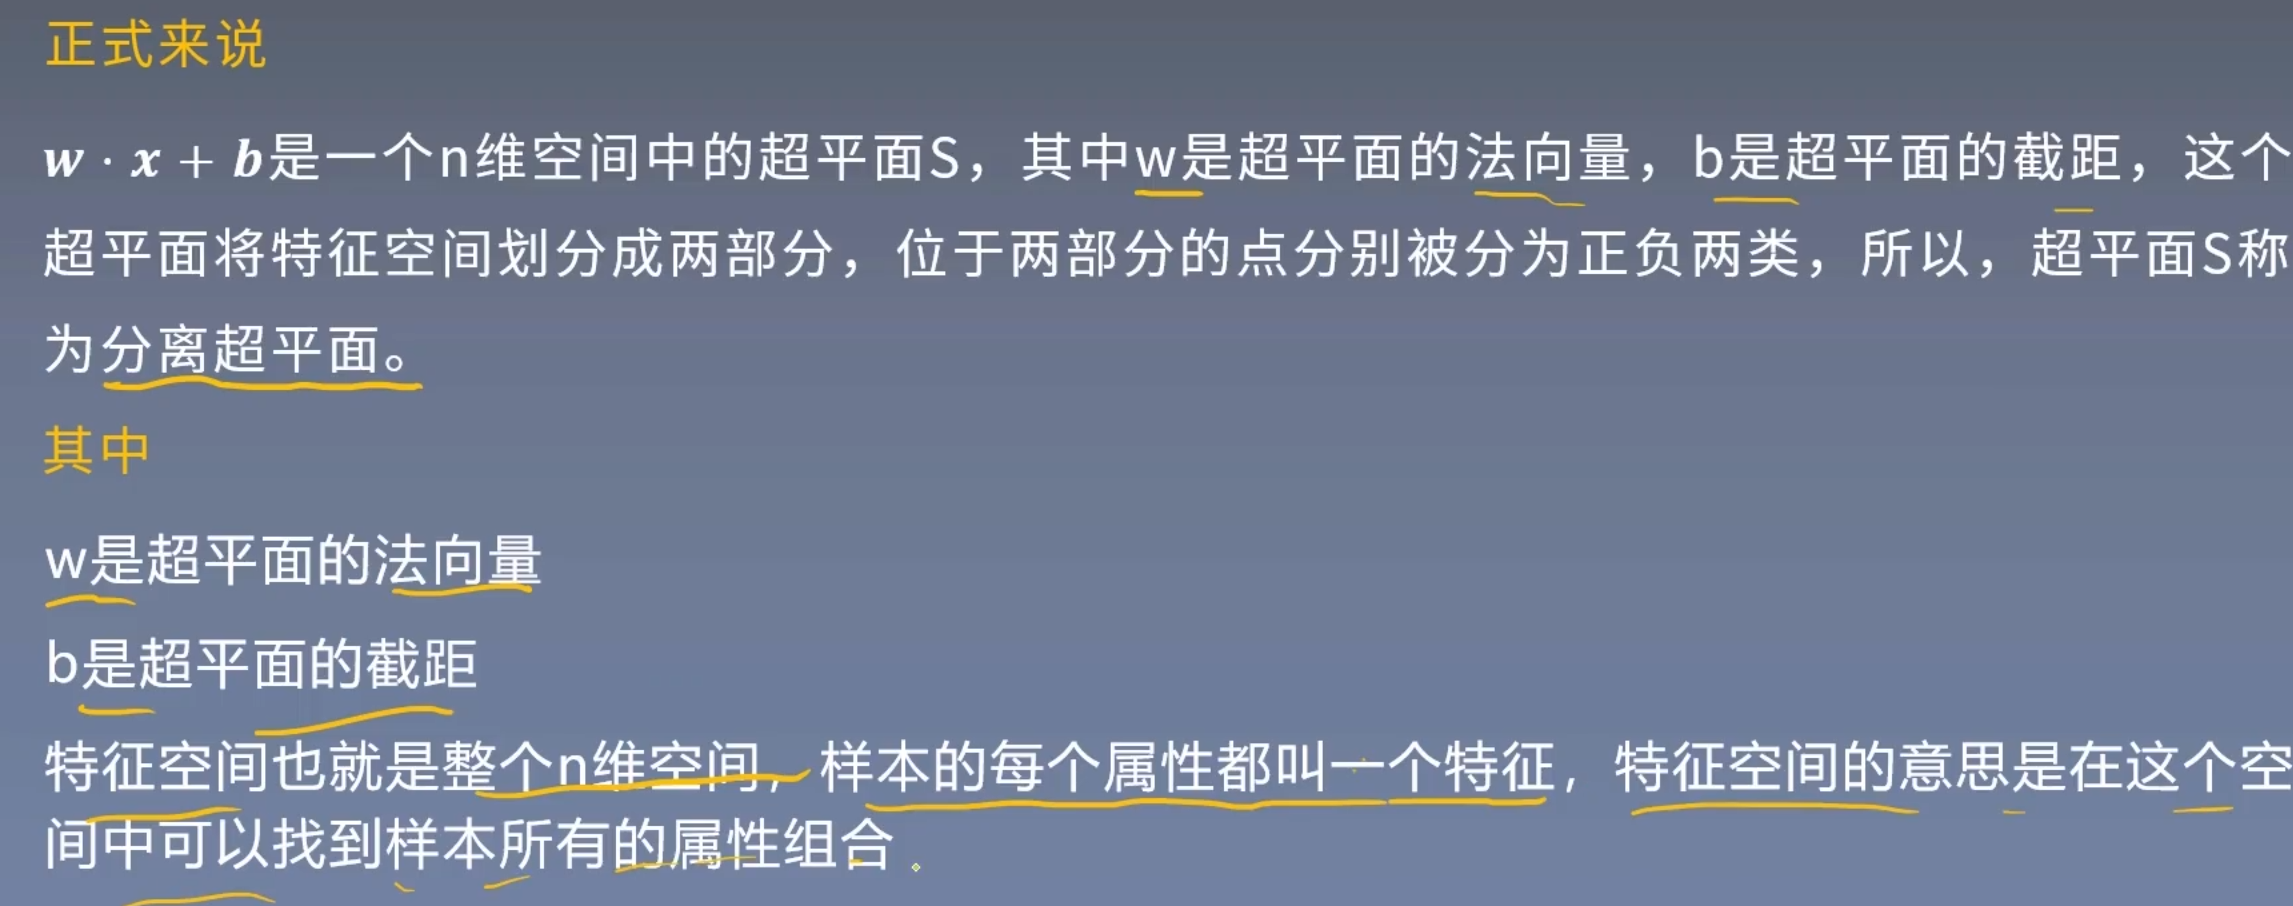 正式来说
w · x + b是一个n维空间中的超平面S，其中w是超平面的法向量，b是超平面的截距，这个
超平面将特征空间划分成两部分，位于两部分的点分别被分为正负两类，所以，超平面S称
为分离超平面。
其中
w是超平面的法向量
b是超平面的截距
特征空间也就是整个n维空间，样本的每个属性都叫一个特征，特征空间的意思是在这个空
间中可以找到样本所有的属性组合.